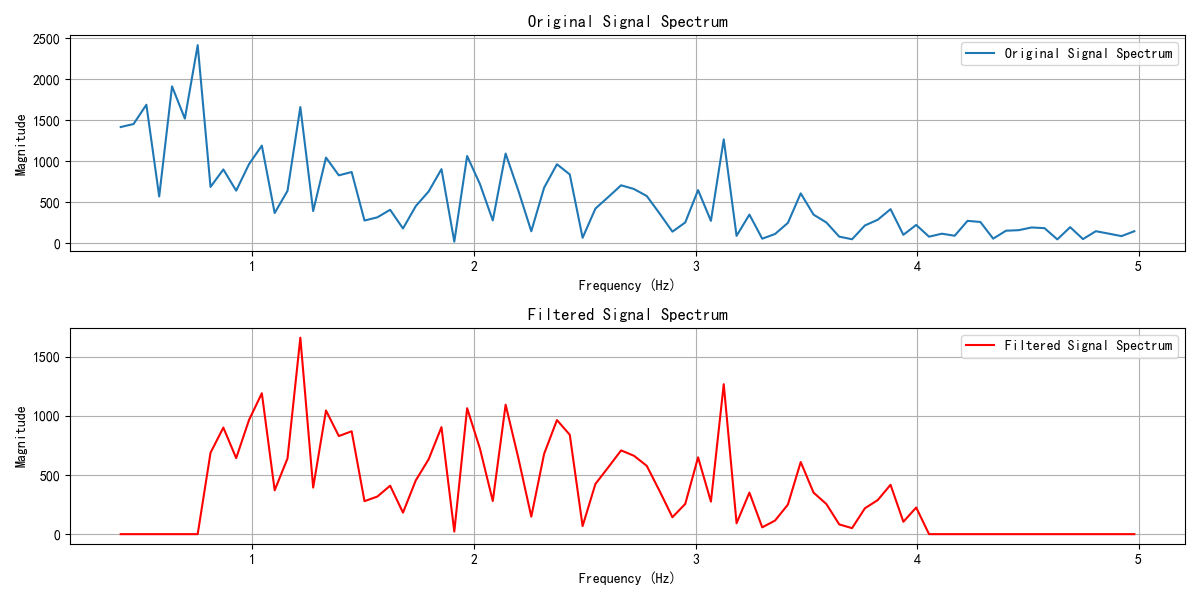 Original Signal Spectrum
2500
2000
1500
1000
500
0
Magnitude
Original Signal Spectrum
1 2 3 4 5
Frequency (Hz)
Filtered Signal Spectrum
1500
1000
500
0
Magnitude
Filtered Signal Spectrum
1 2 3 4 5
Frequency (Hz)